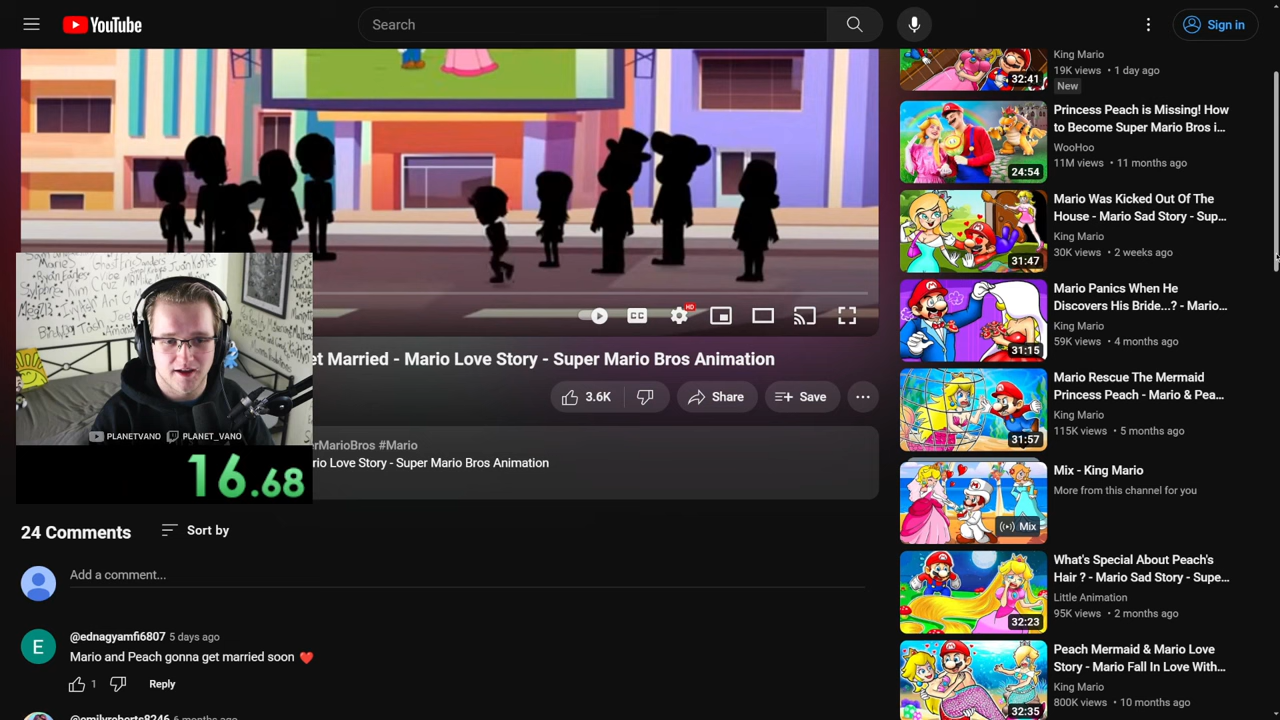 YouTube
Search
Sign in
32:41
King Mario
19K views • 1 day ago
New
24:54
Princess Peach is Missing! How
to Become Super Mario Bros i...
WooHoo
11M views • 11 months ago
31:47
Mario Was Kicked Out Of The
House - Mario Sad Story - Sup...
King Mario
30K views • 2 weeks ago
31:15
Mario Panics When He
Discovers His Bride...? - Mario...
King Mario
59K views • 4 months ago
31:57
Mario Rescue The Mermaid
Princess Peach - Mario & Pea...
King Mario
115K views • 5 months ago
Mix
Mix - King Mario
More from this channel for you
32:23
What's Special About Peach's
Hair ? - Mario Sad Story - Supe...
Little Animation
95K views • 2 months ago
32:35
Peach Mermaid & Mario Love
Story - Mario Fall In Love With...
King Mario
800K views • 10 months ago
CC
HD
et Married - Mario Love Story - Super Mario Bros Animation
3.6K
Share
Save
erMarioBros #Mario
rio Love Story - Super Mario Bros Animation
PLANETVANO PLANET_VANO
16.68
24 Comments
Sort by
Add a comment...
E
@ednagyamfi6807 5 days ago
Mario and Peach gonna get married soon ❤️
1
Reply
@emilyroberts8246 6 months ago